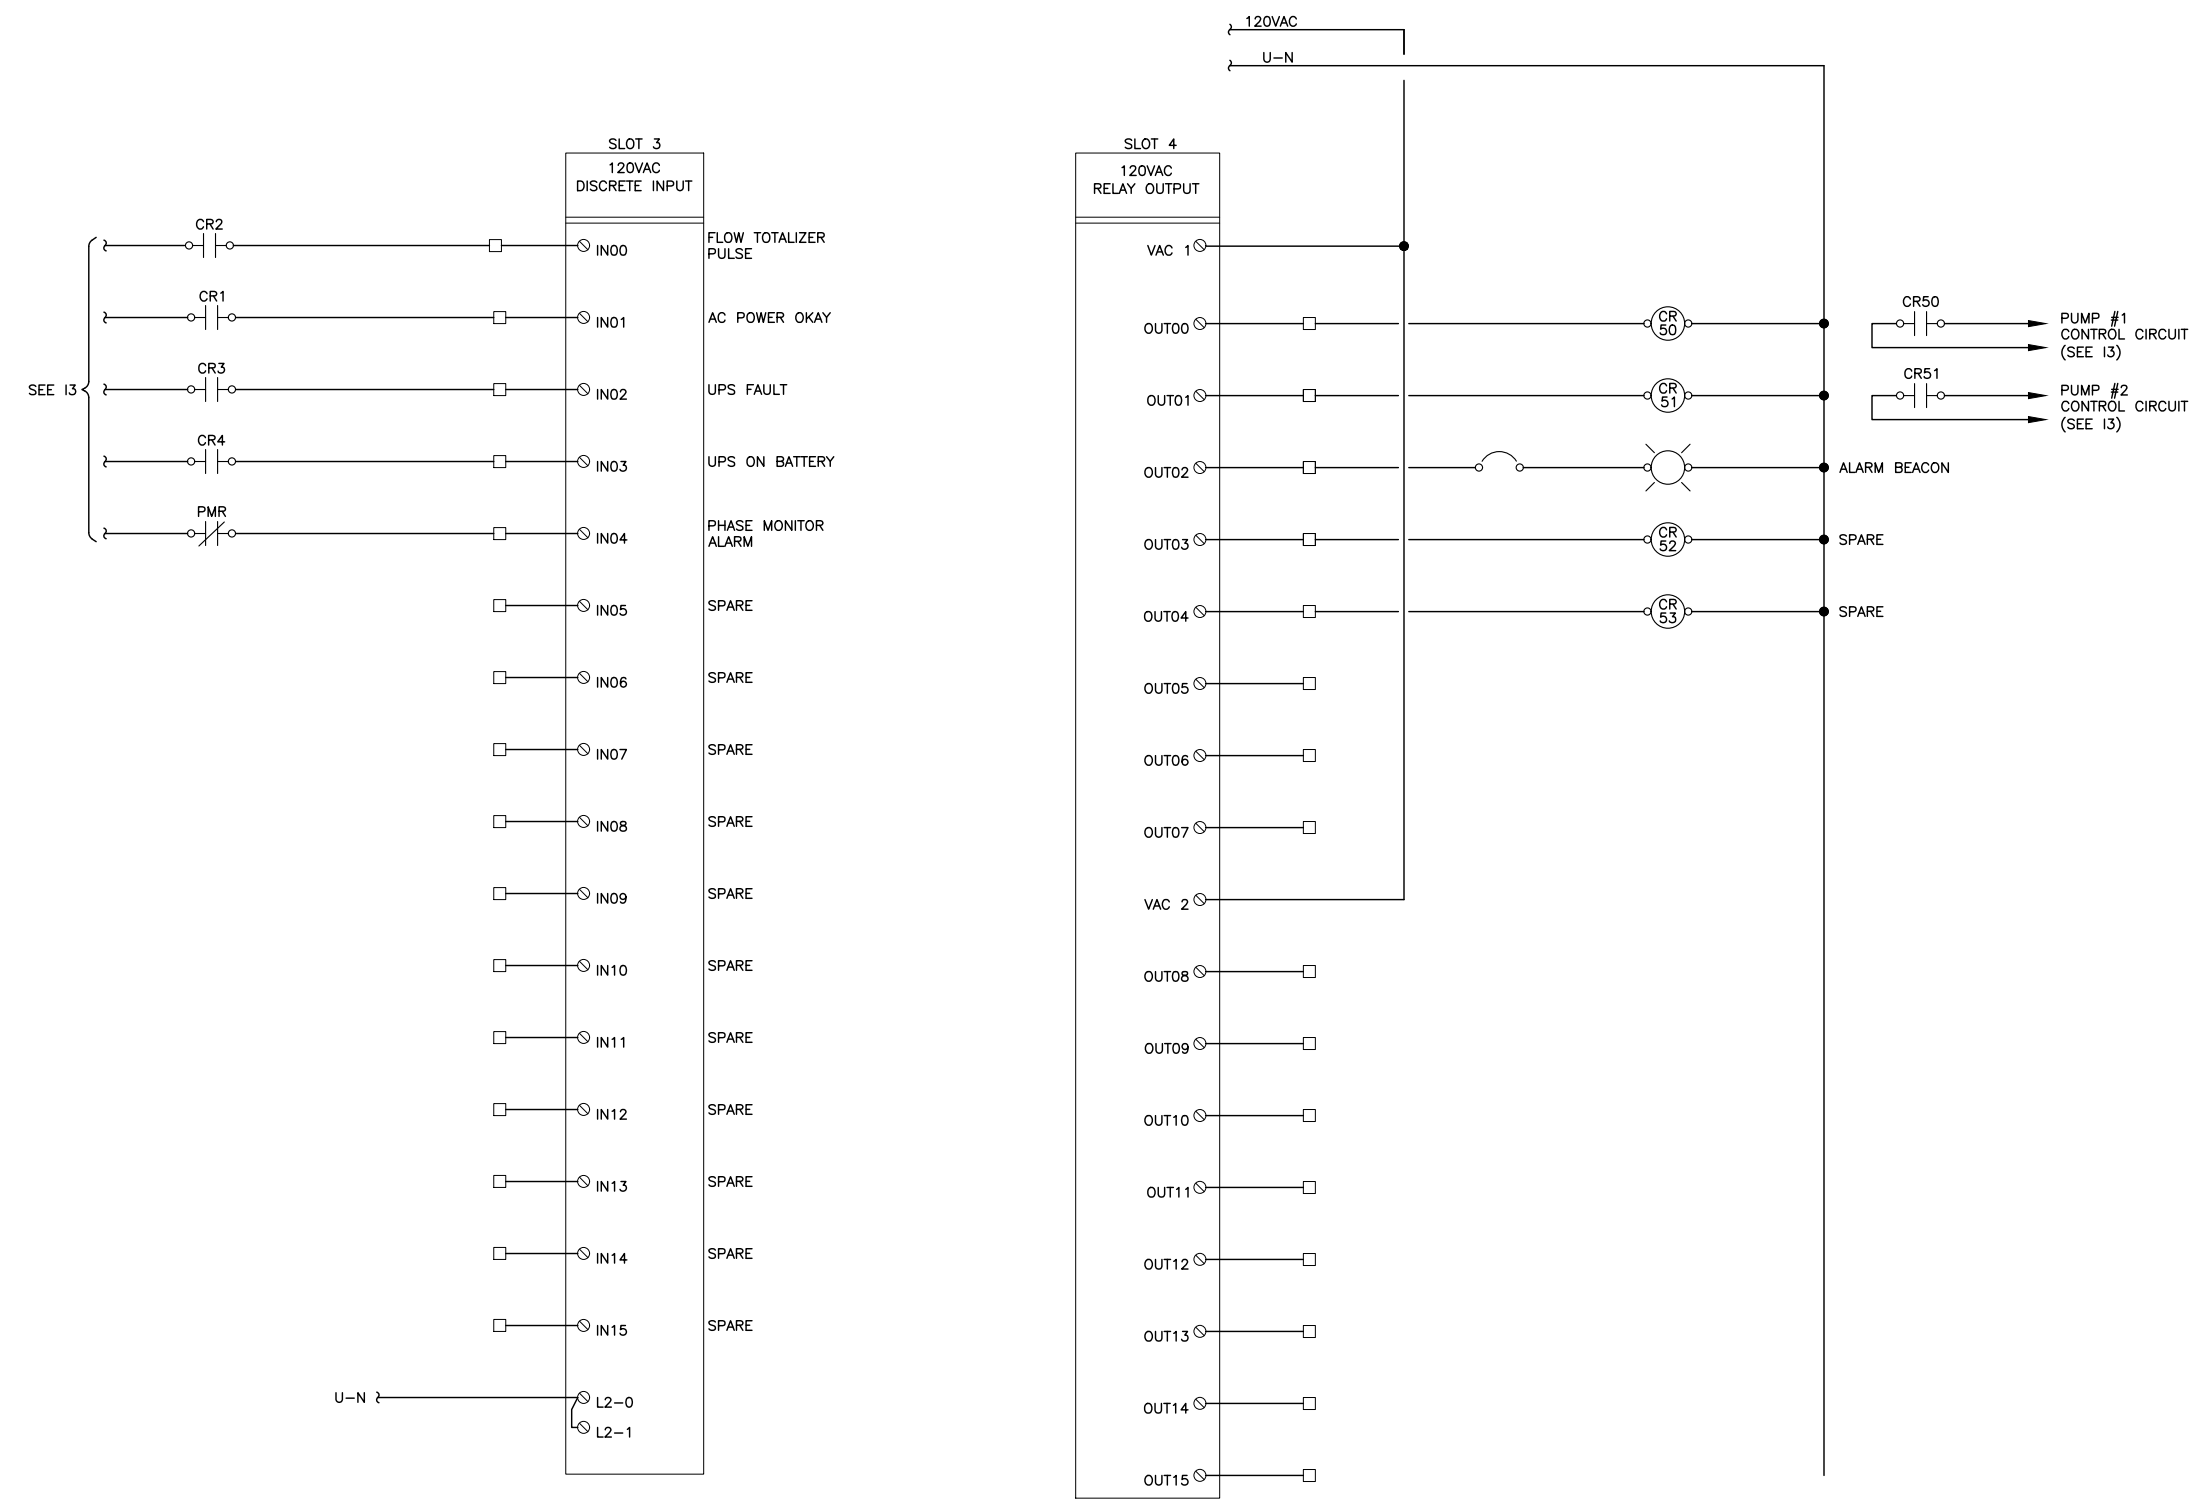 120VAC
U-N
SLOT 3
120VAC
DISCRETE INPUT
SEE I3
CR2
IN00
FLOW TOTALIZER
PULSE
CR1
IN01
AC POWER OKAY
CR3
IN02
UPS FAULT
CR4
IN03
UPS ON BATTERY
PMR
IN04
PHASE MONITOR
ALARM
IN05
SPARE
IN06
SPARE
IN07
SPARE
IN08
SPARE
IN09
SPARE
IN10
SPARE
IN11
SPARE
IN12
SPARE
IN13
SPARE
IN14
SPARE
IN15
SPARE
U-N
L2-0
L2-1
SLOT 4
120VAC
RELAY OUTPUT
VAC 1
OUT00
CR
50
CR50
PUMP #1
CONTROL CIRCUIT
(SEE I3)
OUT01
CR
51
CR51
PUMP #2
CONTROL CIRCUIT
(SEE I3)
OUT02
ALARM BEACON
OUT03
CR
52
SPARE
OUT04
CR
53
SPARE
OUT05
OUT06
OUT07
VAC 2
OUT08
OUT09
OUT10
OUT11
OUT12
OUT13
OUT14
OUT15